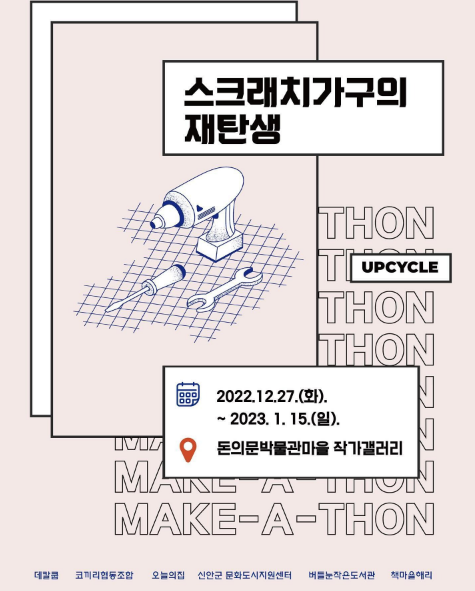 스크래치가구의
재탄생
THON
UPCYCLE
THON
THON
2022.12.27.(화).
~ 2023. 1. 15.(일).
돈의문박물관마을 작가갤러리
MAKE-A-THON
MAKE-A-THON
데칼콤 코끼리협동조합 오늘의집 신안군 문화도시지원센터 버들눈작은도서관 책마을해리